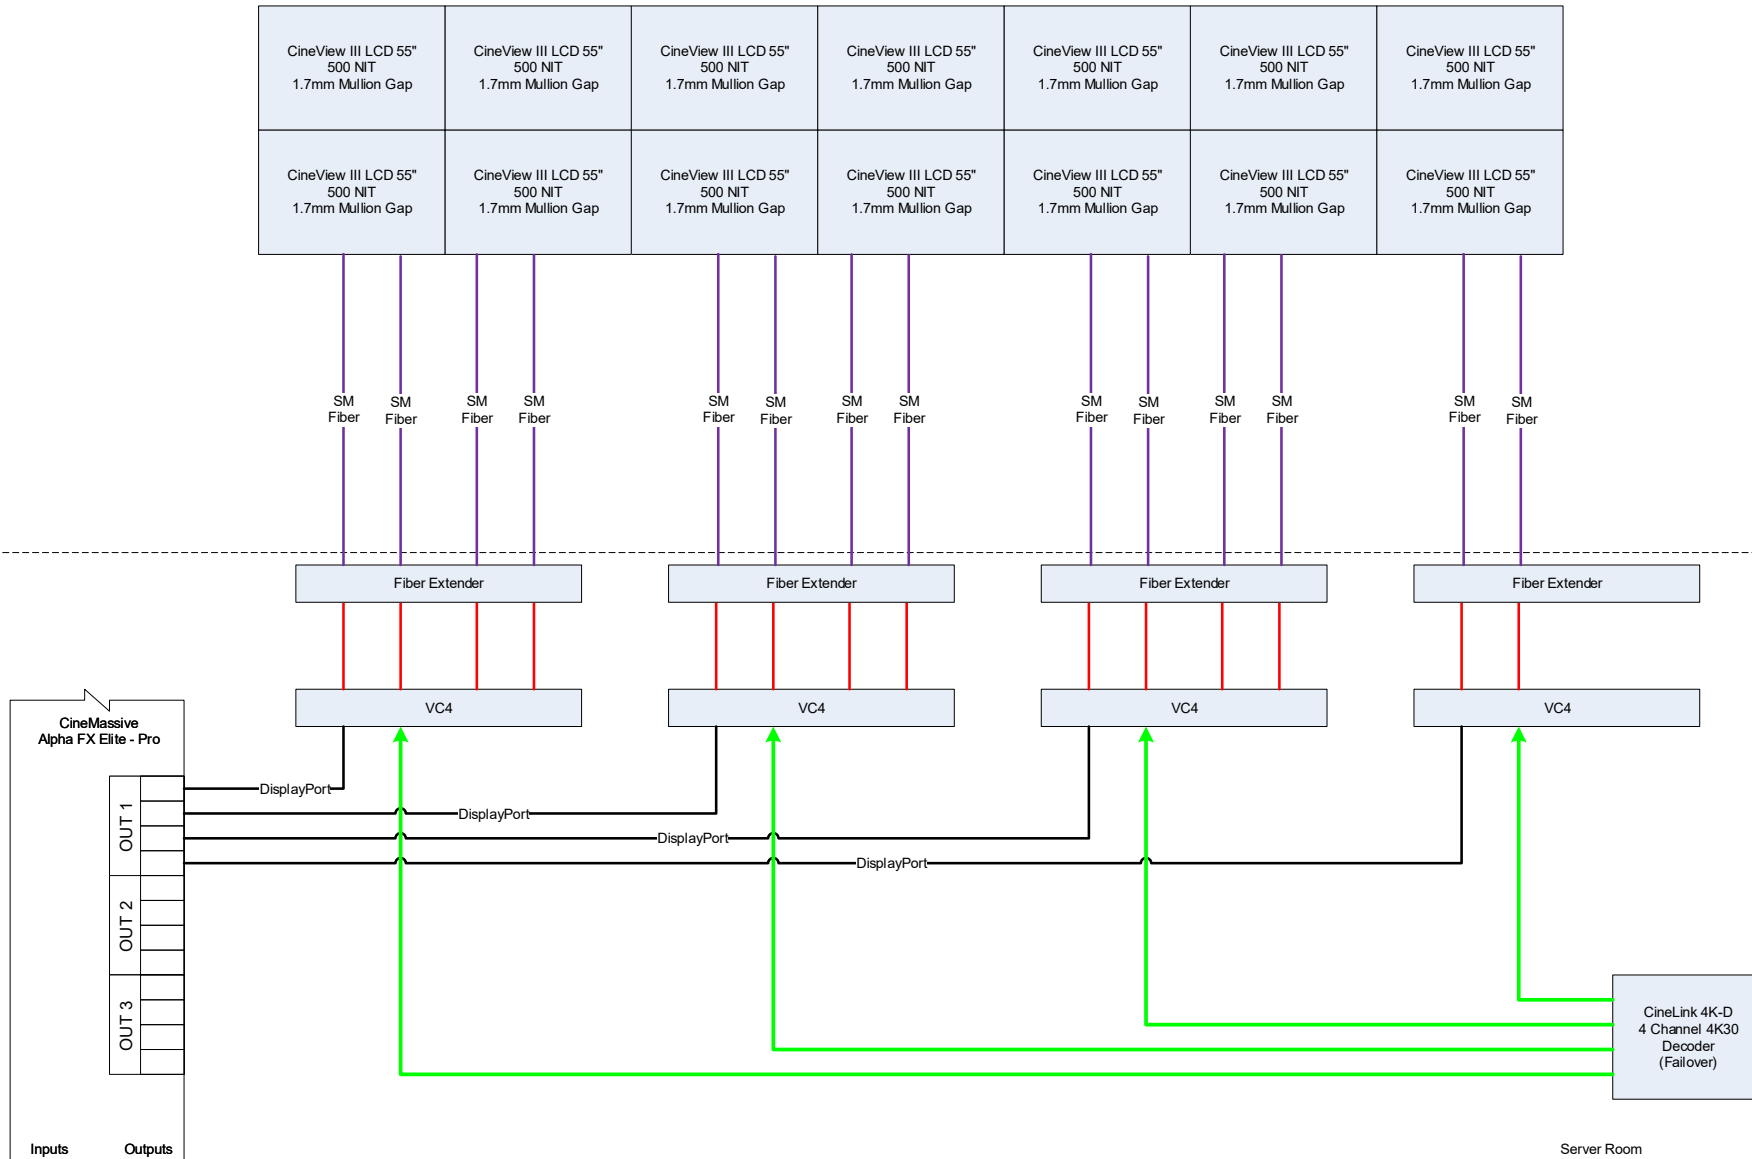 CineView III LCD 55"
500 NIT
1.7mm Mullion Gap
CineView III LCD 55"
500 NIT
1.7mm Mullion Gap
CineView III LCD 55"
500 NIT
1.7mm Mullion Gap
CineView III LCD 55"
500 NIT
1.7mm Mullion Gap
CineView III LCD 55"
500 NIT
1.7mm Mullion Gap
CineView III LCD 55"
500 NIT
1.7mm Mullion Gap
CineView III LCD 55"
500 NIT
1.7mm Mullion Gap
CineView III LCD 55"
500 NIT
1.7mm Mullion Gap
CineView III LCD 55"
500 NIT
1.7mm Mullion Gap
CineView III LCD 55"
500 NIT
1.7mm Mullion Gap
CineView III LCD 55"
500 NIT
1.7mm Mullion Gap
CineView III LCD 55"
500 NIT
1.7mm Mullion Gap
CineView III LCD 55"
500 NIT
1.7mm Mullion Gap
CineView III LCD 55"
500 NIT
1.7mm Mullion Gap
SM
Fiber
SM
Fiber
SM
Fiber
SM
Fiber
SM
Fiber
SM
Fiber
SM
Fiber
SM
Fiber
SM
Fiber
SM
Fiber
SM
Fiber
SM
Fiber
SM
Fiber
SM
Fiber
Fiber Extender
Fiber Extender
Fiber Extender
Fiber Extender
VC4
VC4
VC4
VC4
CineMassive
Alpha FX Elite - Pro
DisplayPort
DisplayPort
DisplayPort
DisplayPort
OUT 1
OUT 2
OUT 3
CineLink 4K-D
4 Channel 4K30
Decoder
(Failover)
Inputs
Outputs
Server Room